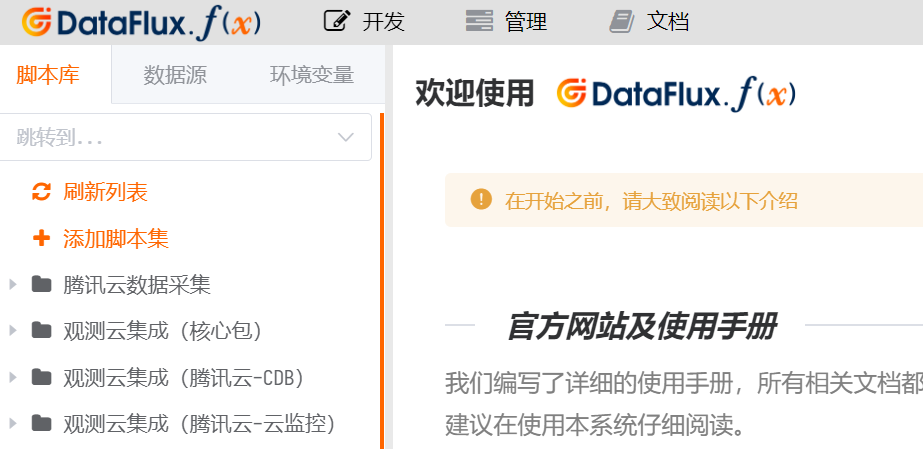 DataFlux.f(x) 开发 管理 文档
脚本库 数据源 环境变量
跳转到...
刷新列表
添加脚本集
腾讯云数据采集
观测云集成（核心包）
观测云集成（腾讯云-CDB）
观测云集成（腾讯云-云监控）
欢迎使用 DataFlux.f(x)
在开始之前，请大致阅读以下介绍
官方网站及使用手册
我们编写了详细的使用手册，所有相关文档都
建议在使用本系统仔细阅读。